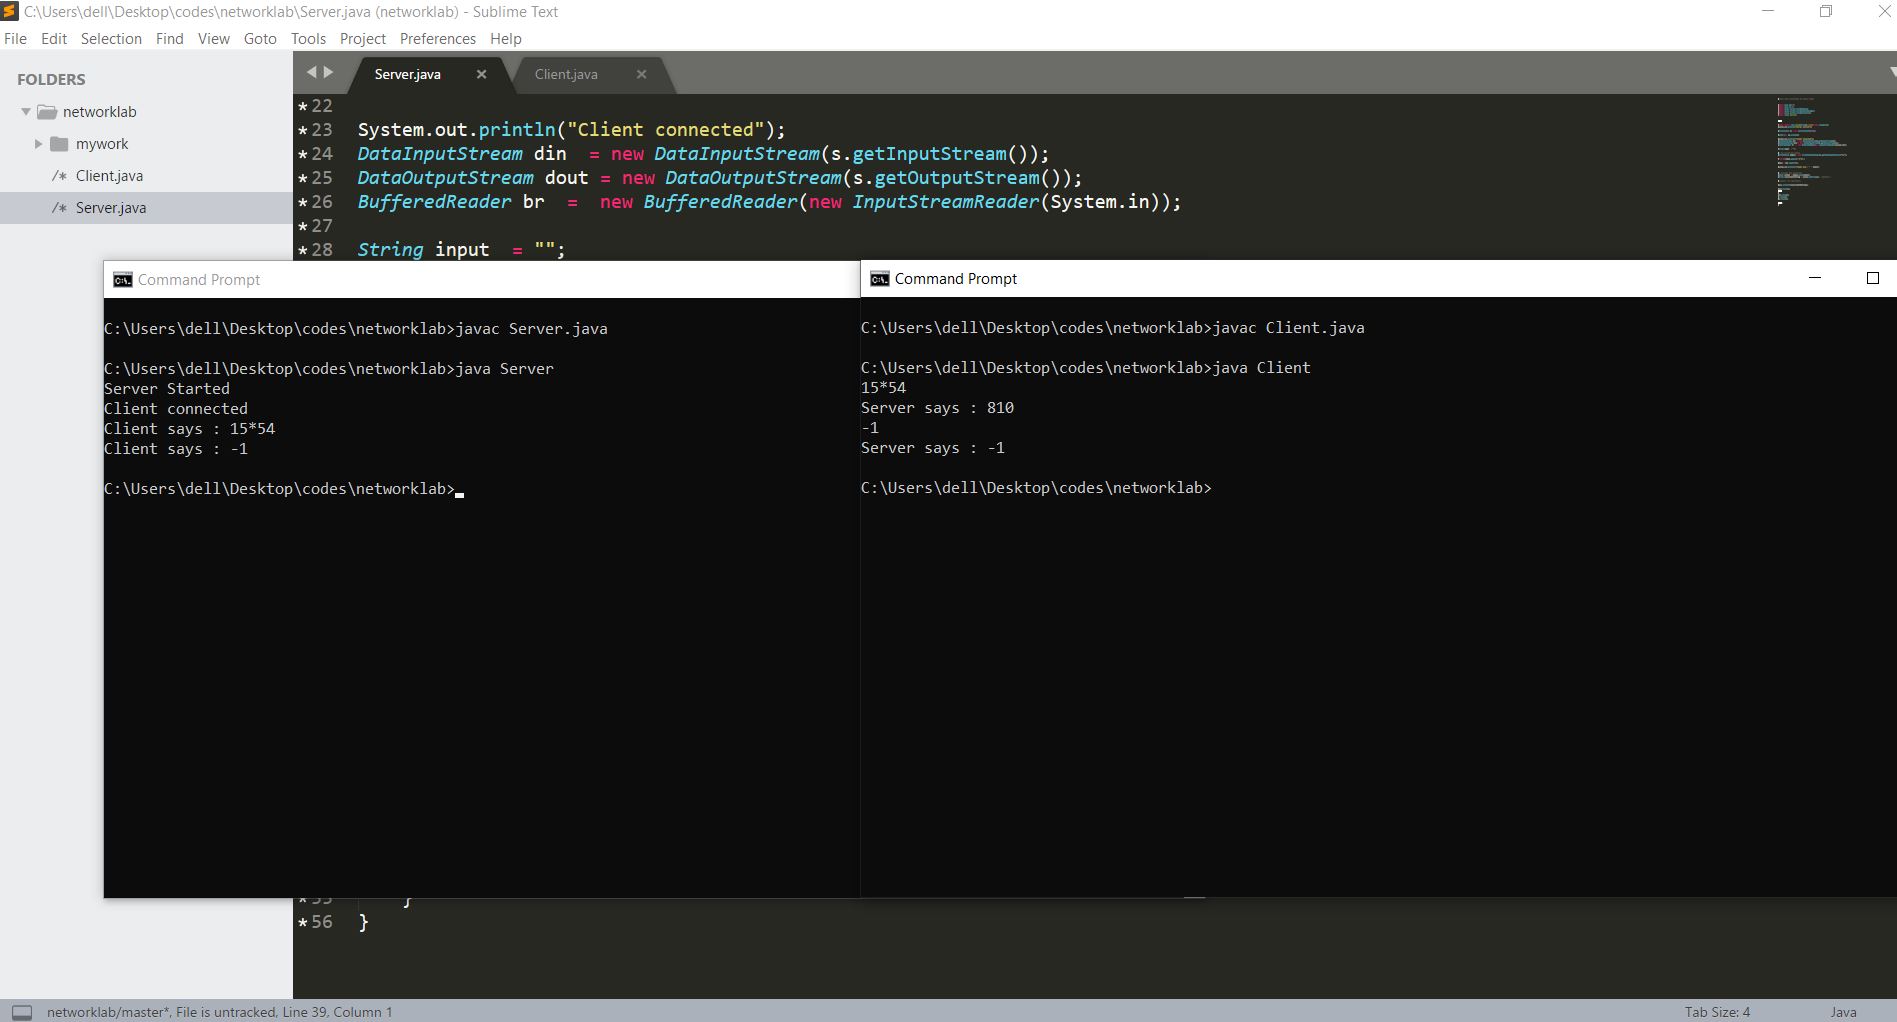 C:\Users\dell\Desktop\codes\networklab\Server.java (networklab) - Sublime Text
File Edit Selection Find View Goto Tools Project Preferences Help
FOLDERS
networklab
mywork
/* Client.java
/* Server.java
Server.java × Client.java ×
* 22
* 23 System.out.println("Client connected");
* 24 DataInputStream din  = new DataInputStream(s.getInputStream());
* 25 DataOutputStream dout = new DataOutputStream(s.getOutputStream());
* 26 BufferedReader br  =  new BufferedReader(new InputStreamReader(System.in));
* 27
* 28 String input  = "";
Command Prompt
C:\Users\dell\Desktop\codes\networklab>javac Server.java
C:\Users\dell\Desktop\codes\networklab>java Server
Server Started
Client connected
Client says : 15*54
Client says : -1
C:\Users\dell\Desktop\codes\networklab>
Command Prompt
C:\Users\dell\Desktop\codes\networklab>javac Client.java
C:\Users\dell\Desktop\codes\networklab>java Client
15*54
Server says : 810
-1
Server says : -1
C:\Users\dell\Desktop\codes\networklab>
* 55 }
* 56 }
networklab/master*, File is untracked, Line 39, Column 1
Tab Size: 4 Java